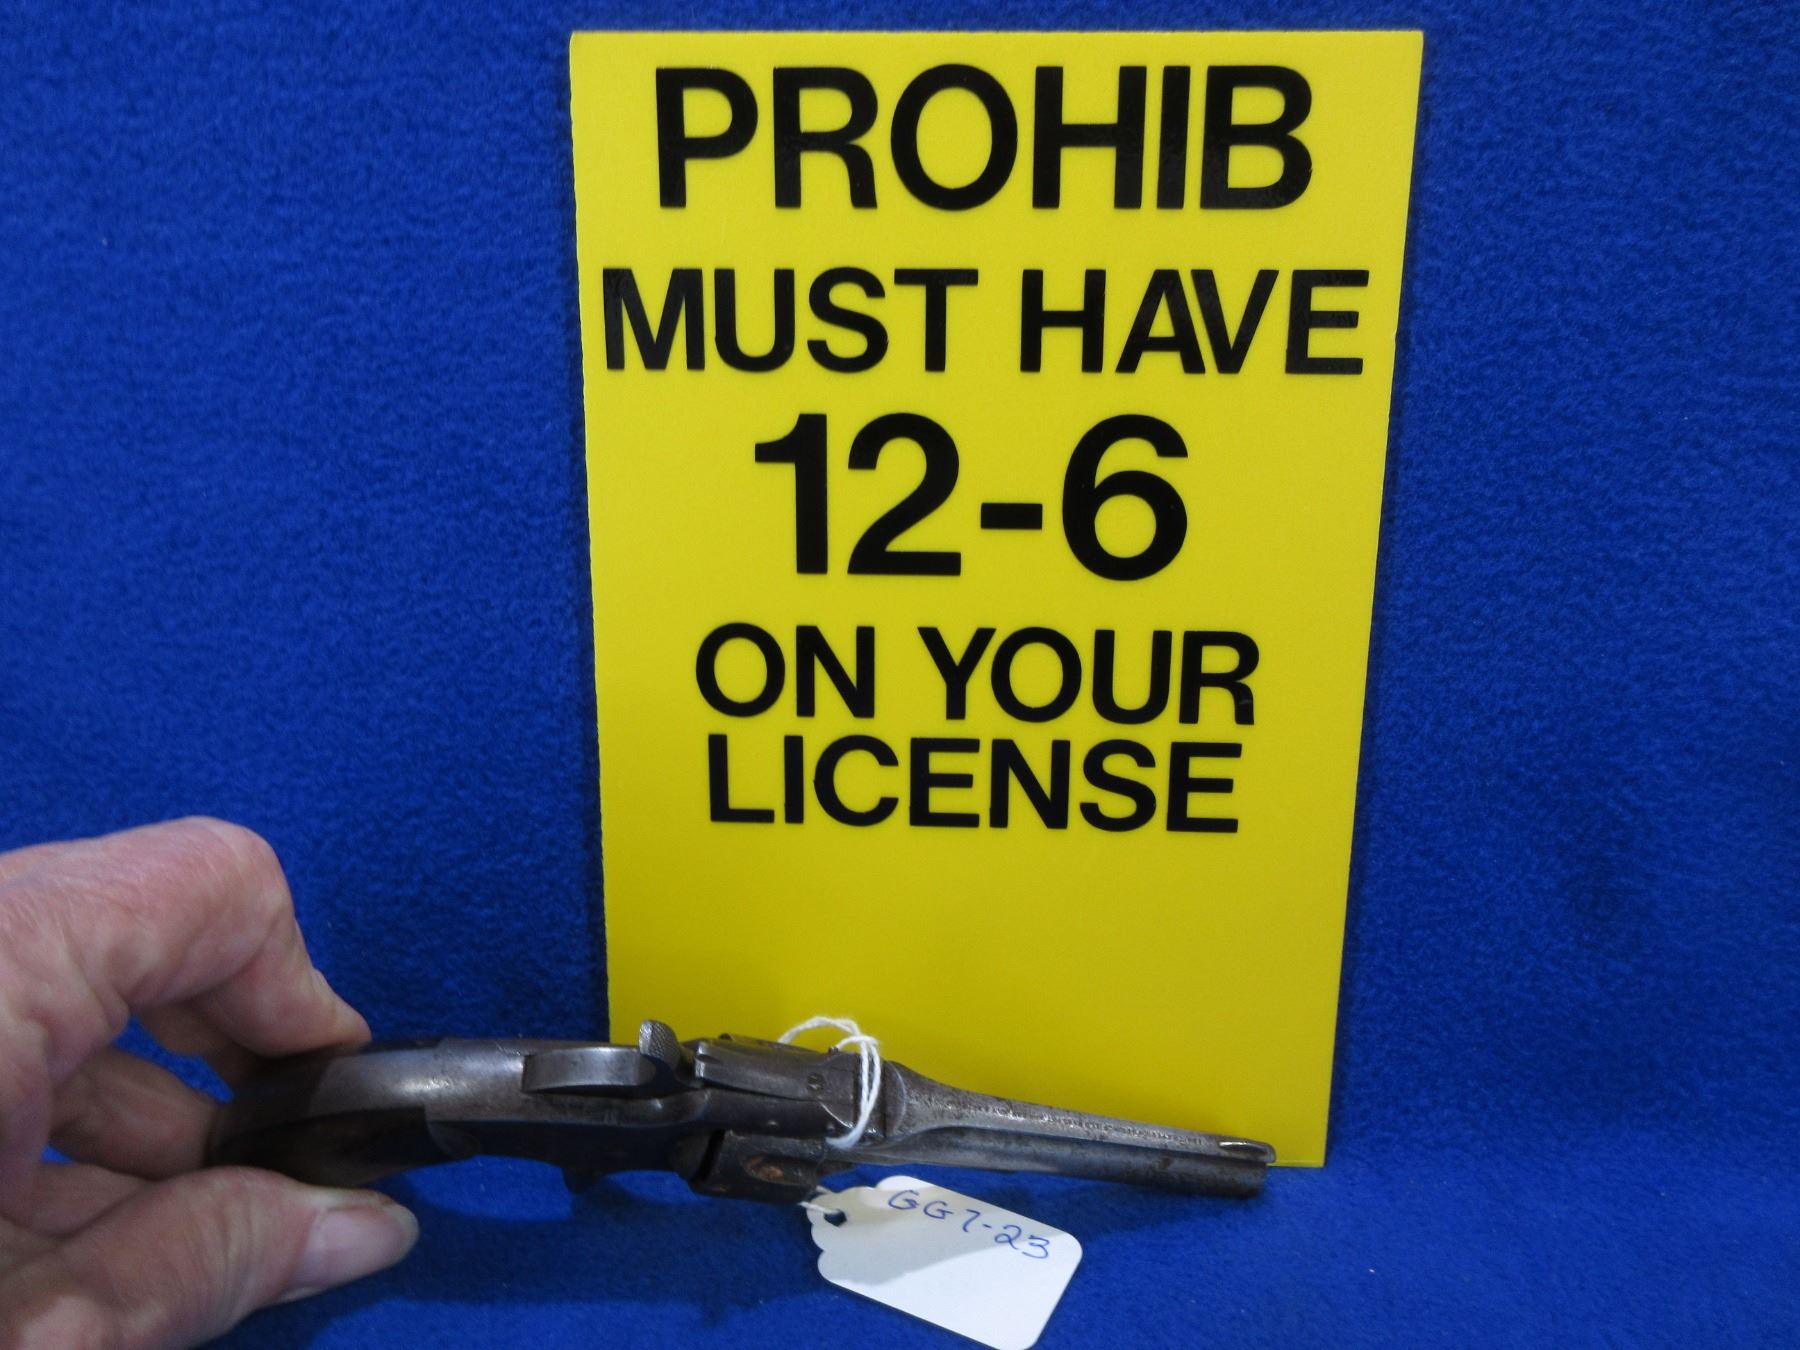 PROHIB
MUST HAVE
12-6
ON YOUR
LICENSE
GG7-23